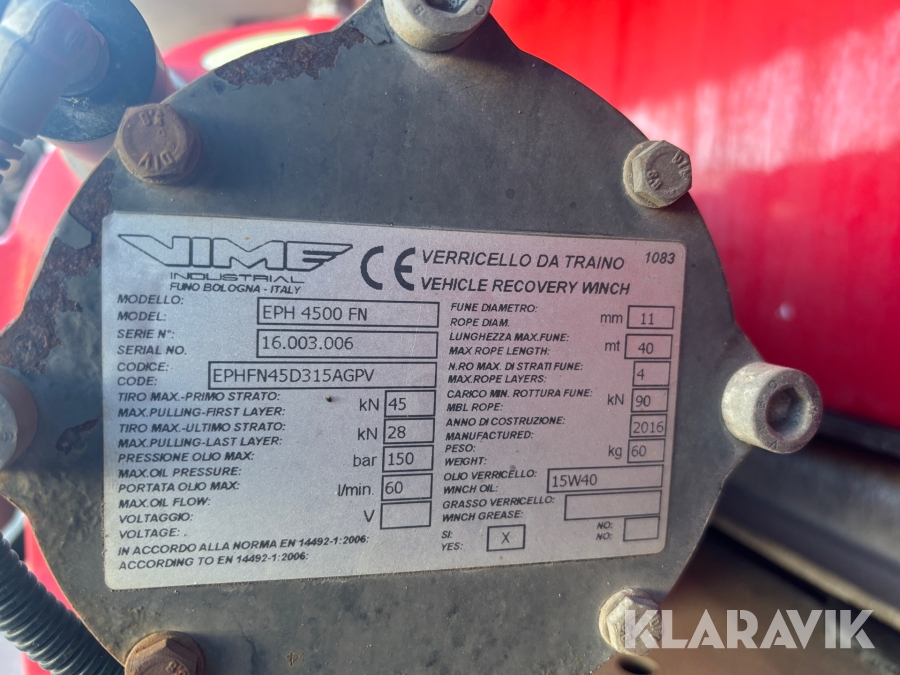 VIME
INDUSTRIAL
FUNO BOLOGNA - ITALY
CE
VERRICELLO DA TRAINO
VEHICLE RECOVERY WINCH
1083
MODELLO:
MODEL: EPH 4500 FN
SERIE N°:
SERIAL NO. 16.003.006
CODICE:
CODE: EPHFN45D315AGPV
TIRO MAX.-PRIMO STRATO:
MAX.PULLING-FIRST LAYER: kN 45
TIRO MAX.-ULTIMO STRATO:
MAX.PULLING-LAST LAYER: kN 28
PRESSIONE OLIO MAX:
MAX.OIL PRESSURE: bar 150
PORTATA OLIO MAX:
MAX.OIL FLOW: l/min. 60
VOLTAGGIO:
VOLTAGE: . V
IN ACCORDO ALLA NORMA EN 14492-1:2006:
ACCORDING TO EN 14492-1:2006:
FUNE DIAMETRO:
ROPE DIAM. mm 11
LUNGHEZZA MAX.FUNE:
MAX ROPE LENGTH: mt 40
N.RO MAX. DI STRATI FUNE:
MAX.ROPE LAYERS: 4
CARICO MIN. ROTTURA FUNE:
MBL ROPE: kN 90
ANNO DI COSTRUZIONE:
MANUFACTURED: 2016
PESO:
WEIGHT: kg 60
OLIO VERRICELLO:
WINCH OIL: 15W40
GRASSO VERRICELLO:
WINCH GREASE:
SI:
YES: X
NO:
NO:
8.8
8.8
KLARAVIK